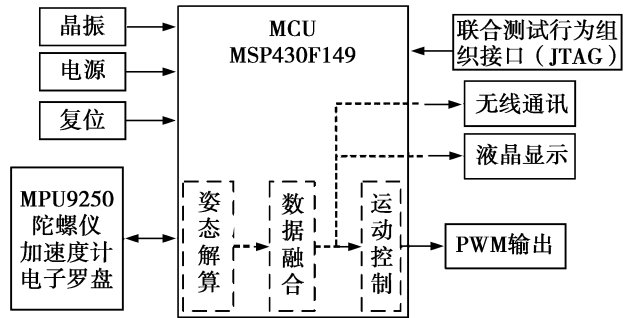 晶振
电源
复位
MPU9250
陀螺仪
加速度计
电子罗盘
MCU
MSP430F149
姿态解算
数据融合
运动控制
联合测试行为组
织接口（JTAG）
无线通讯
液晶显示
PWM输出